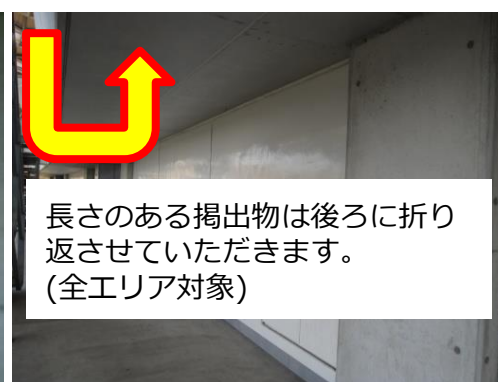 長さのある掲出物は後ろに折り
返させていただきます。
(全エリア対象)